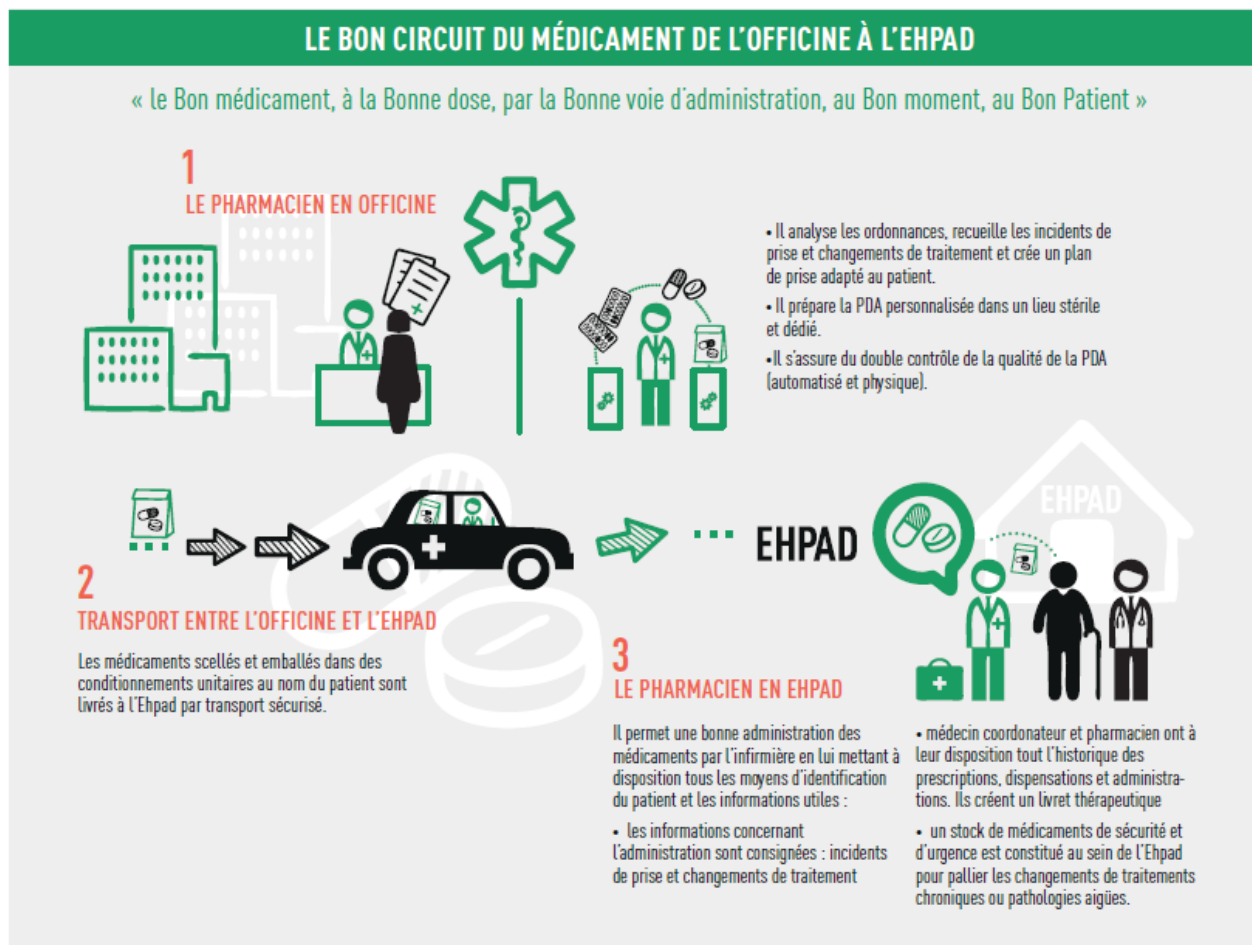 LE BON CIRCUIT DU MÉDICAMENT DE L'OFFICINE À L'EHPAD
« le Bon médicament, à la Bonne dose, par la Bonne voie d'administration, au Bon moment, au Bon Patient »
1
LE PHARMACIEN EN OFFICINE
• Il analyse les ordonnances, recueille les incidents de
prise et changements de traitement et crée un plan
de prise adapté au patient.
• Il prépare la PDA personnalisée dans un lieu stérile
et dédié.
•Il s'assure du double contrôle de la qualité de la PDA
(automatisé et physique).
EHPAD
EHPAD
2
TRANSPORT ENTRE L'OFFICINE ET L'EHPAD
Les médicaments scellés et emballés dans des
conditionnements unitaires au nom du patient sont
livrés à l'Ehpad par transport sécurisé.
3
LE PHARMACIEN EN EHPAD
Il permet une bonne administration des
médicaments par l'infirmière en lui mettant à
disposition tous les moyens d'identification
du patient et les informations utiles :
• les informations concernant
l'administration sont consignées : incidents
de prise et changements de traitement
• médecin coordonateur et pharmacien ont à
leur disposition tout l'historique des
prescriptions, dispensations et administra-
tions. Ils créent un livret thérapeutique
• un stock de médicaments de sécurité et
d'urgence est constitué au sein de l'Ehpad
pour pallier les changements de traitements
chroniques ou pathologies aigües.